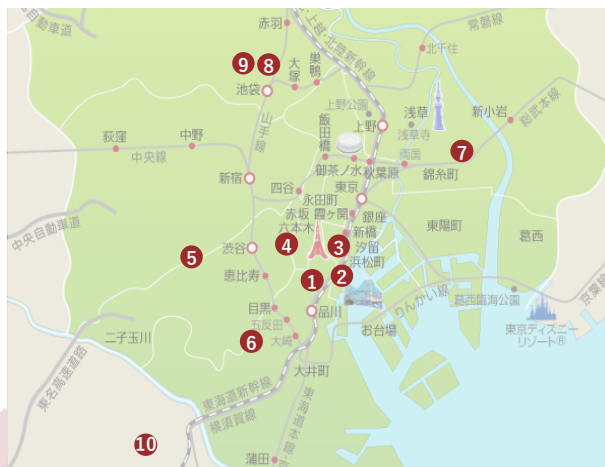 自動車道
赤羽
上越・北陸新幹線
常磐線
北千住
9
8
大塚
巣鴨
池袋
山手線
飯田橋
上野公園
上野
浅草
浅草寺
新小岩
総武本線
7
荻窪
中野
中央線
御茶ノ水
秋葉原
両国
錦糸町
新宿
四谷
永田町
東京
赤坂
霞ヶ関
銀座
東陽町
葛西
六本木
新橋
中央自動車道
渋谷
4
3
汐留
5
浜松町
恵比寿
1
2
京葉線
りんかい線
葛西臨海公園
目黒
品川
五反田
お台場
東京ディズニー
リゾート®
大崎
6
二子玉川
大井町
東名高速道路
東海道新幹線
横須賀線
東海道本線・
10
蒲田